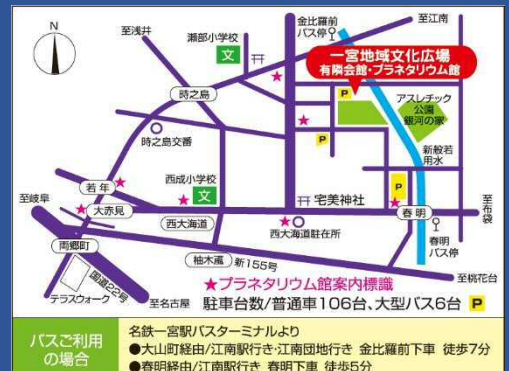 N
至浅井
瀬部小学校
文
金比羅前
バス停
至江南
一宮地域文化広場
有隣会館・プラネタリウム館
P
時之島
アスレチック
公園
銀河の家
時之島交番
P
新般若
用水
西成小学校
文
若年
P
至岐阜
大赤見
宅美神社
春明
至布袋
西大海道
西大海道駐在所
両郷町
春明
バス停
柚木颪
新155号
国道22号
至桃花台
★プラネタリウム館案内標識
テラスウォーク
至名古屋
駐車台数/普通車106台、大型バス6台 P
バスご利用
の場合
名鉄一宮駅バスターミナルより
●大山町経由/江南駅行き・江南団地行き 金比羅前下車 徒歩7分
●春明経由/江南駅行き 春明下車 徒歩5分